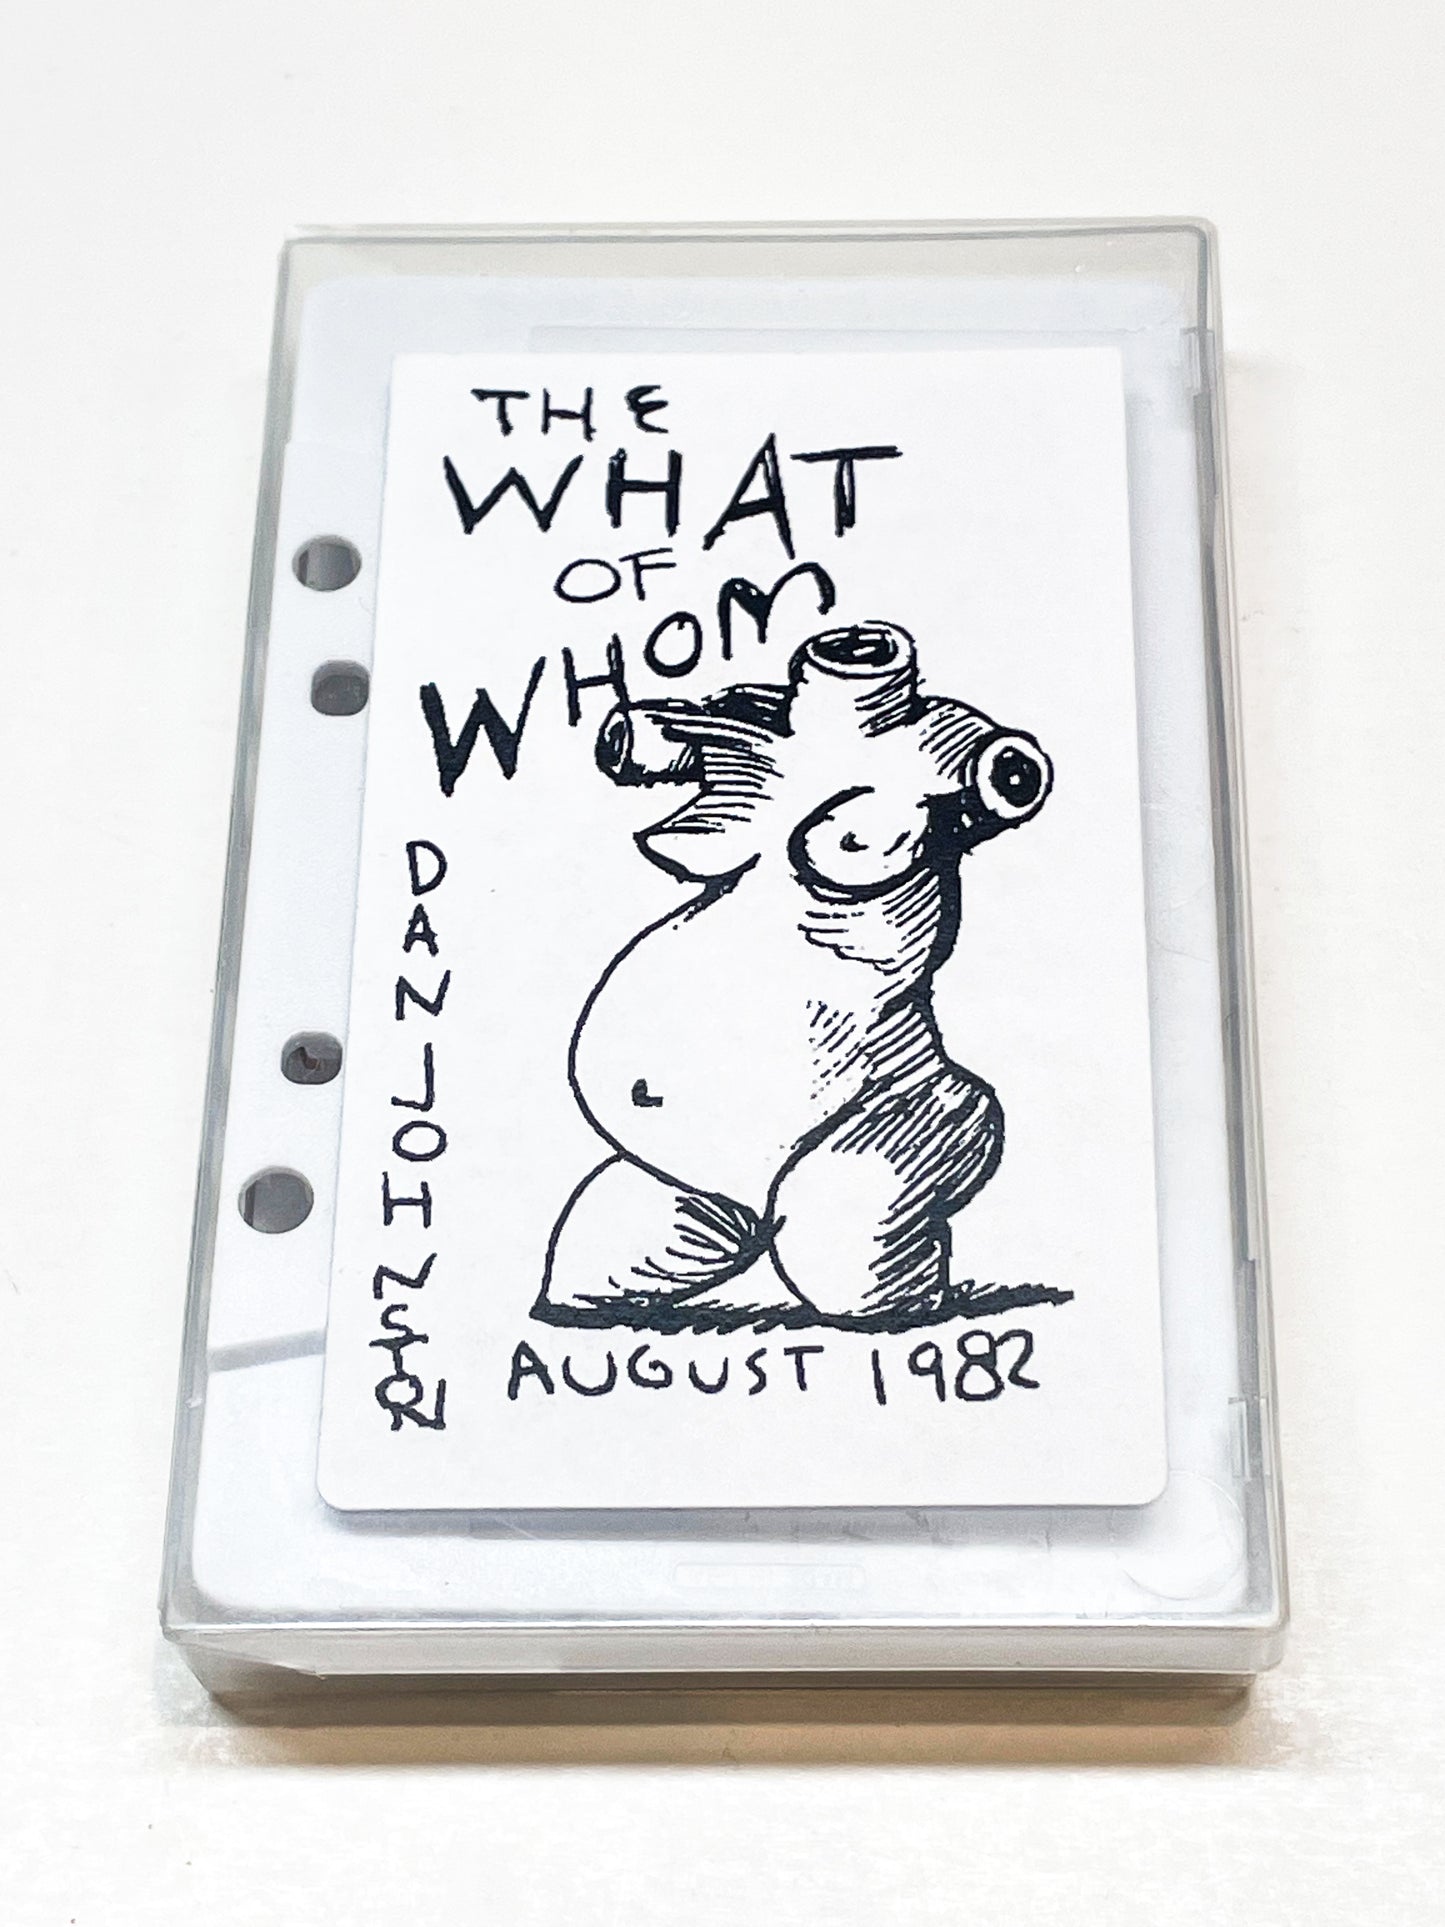 THE
WHAT
OF
WHOM
DAN JOHNSTON
AUGUST 1982